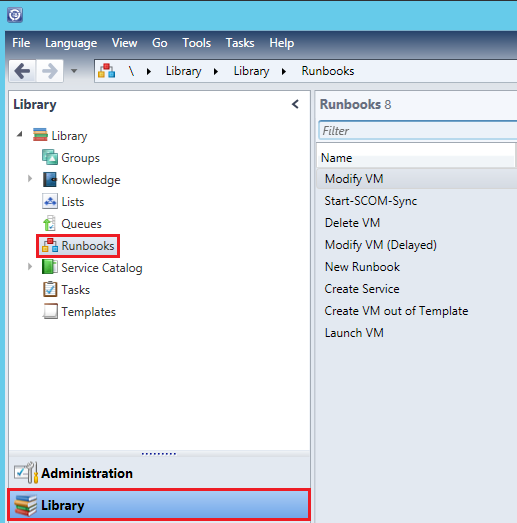 File Language View Go Tools Tasks Help
\ Library Library Runbooks
Library
Library
Groups
Knowledge
Lists
Queues
Runbooks
Service Catalog
Tasks
Templates
Administration
Library
Runbooks 8
Filter
Name
Modify VM
Start-SCOM-Sync
Delete VM
Modify VM (Delayed)
New Runbook
Create Service
Create VM out of Template
Launch VM